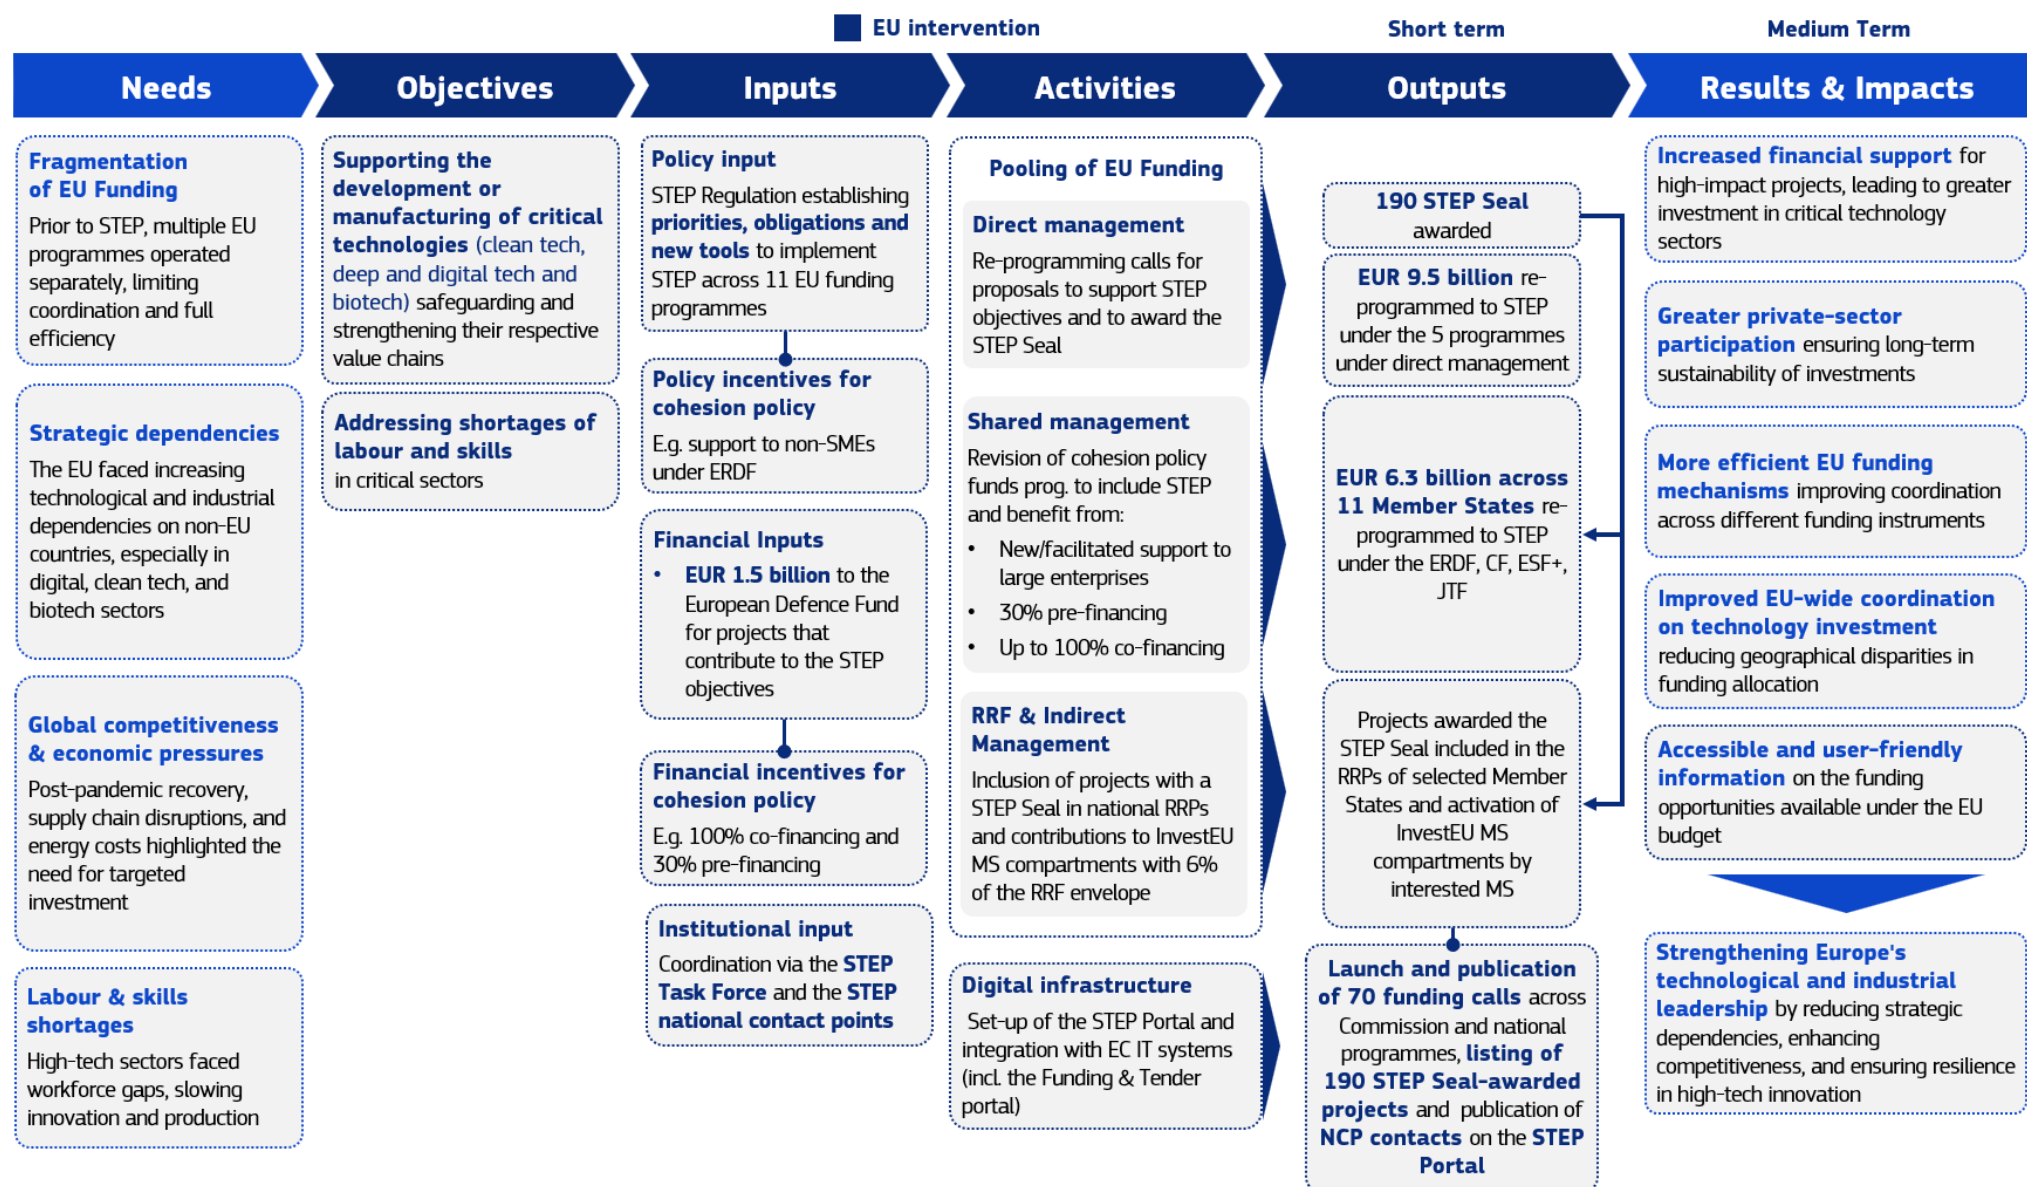 EU intervention
Short term
Medium Term
Needs
Objectives
Inputs
Activities
Outputs
Results & Impacts
Fragmentation
of EU Funding
Prior to STEP, multiple EU
programmes operated
separately, limiting
coordination and full
efficiency
Strategic dependencies
The EU faced increasing
technological and industrial
dependencies on non-EU
countries, especially in
digital, clean tech, and
biotech sectors
Global competitiveness
& economic pressures
Post-pandemic recovery,
supply chain disruptions, and
energy costs highlighted the
need for targeted
investment
Labour & skills
shortages
High-tech sectors faced
workforce gaps, slowing
innovation and production
Supporting the
development or
manufacturing of critical
technologies (clean tech,
deep and digital tech and
biotech) safeguarding and
strengthening their respective
value chains
Addressing shortages of
labour and skills
in critical sectors
Policy input
STEP Regulation establishing
priorities, obligations and
new tools to implement
STEP across 11 EU funding
programmes
Policy incentives for
cohesion policy
E.g. support to non-SMEs
under ERDF
Financial Inputs
• EUR 1.5 billion to the
European Defence Fund
for projects that
contribute to the STEP
objectives
Financial incentives for
cohesion policy
E.g. 100% co-financing and
30% pre-financing
Institutional input
Coordination via the STEP
Task Force and the STEP
national contact points
Pooling of EU Funding
Direct management
Re-programming calls for
proposals to support STEP
objectives and to award the
STEP Seal
Shared management
Revision of cohesion policy
funds prog. to include STEP
and benefit from:
• New/facilitated support to
large enterprises
• 30% pre-financing
• Up to 100% co-financing
RRF & Indirect
Management
Inclusion of projects with a
STEP Seal in national RRPs
and contributions to InvestEU
MS compartments with 6%
of the RRF envelope
Digital infrastructure
Set-up of the STEP Portal and
integration with EC IT systems
(incl. the Funding & Tender
portal)
190 STEP Seal
awarded
EUR 9.5 billion re-
programmed to STEP
under the 5 programmes
under direct management
EUR 6.3 billion across
11 Member States re-
programmed to STEP
under the ERDF, CF, ESF+,
JTF
Projects awarded the
STEP Seal included in the
RRPs of selected Member
States and activation of
InvestEU MS
compartments by
interested MS
Launch and publication
of 70 funding calls across
Commission and national
programmes, listing of
190 STEP Seal-awarded
projects and publication of
NCP contacts on the STEP
Portal
Increased financial support for
high-impact projects, leading to greater
investment in critical technology
sectors
Greater private-sector
participation ensuring long-term
sustainability of investments
More efficient EU funding
mechanisms improving coordination
across different funding instruments
Improved EU-wide coordination
on technology investment
reducing geographical disparities in
funding allocation
Accessible and user-friendly
information on the funding
opportunities available under the EU
budget
Strengthening Europe's
technological and industrial
leadership by reducing strategic
dependencies, enhancing
competitiveness, and ensuring resilience
in high-tech innovation